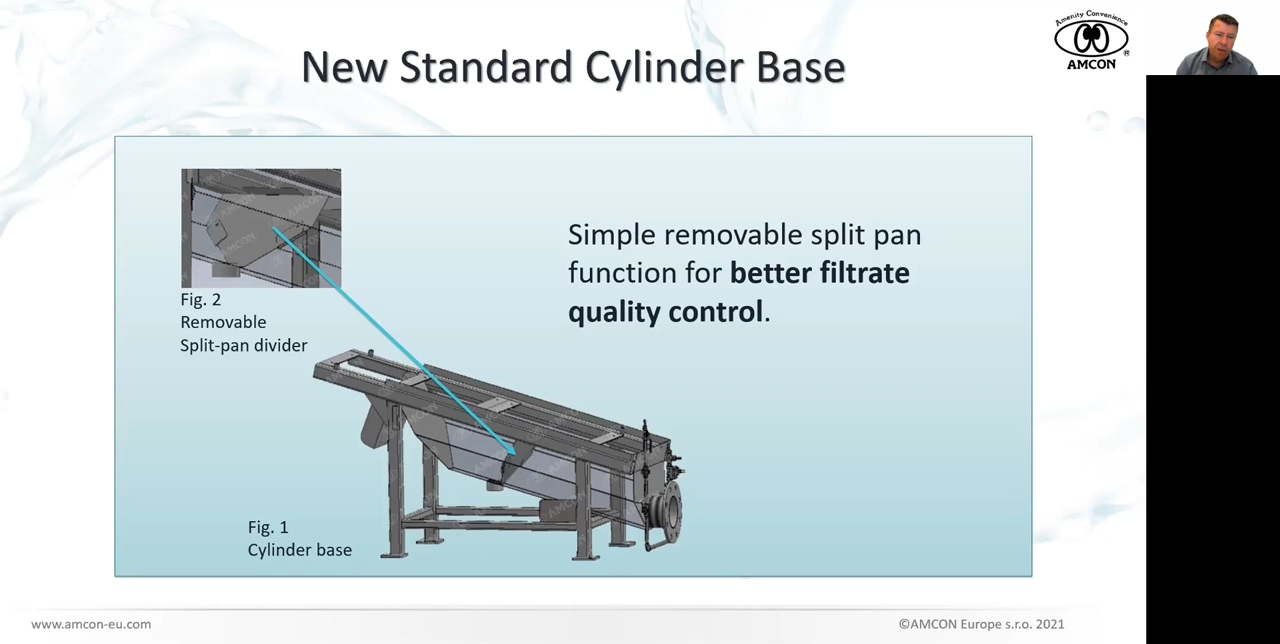 New Standard Cylinder Base
Amenity Convenience
®
AMCON
AMCON
Fig. 2
Removable
Split-pan divider
Simple removable split pan
function for better filtrate
quality control.
Fig. 1
Cylinder base
www.amcon-eu.com
©AMCON Europe s.r.o. 2021